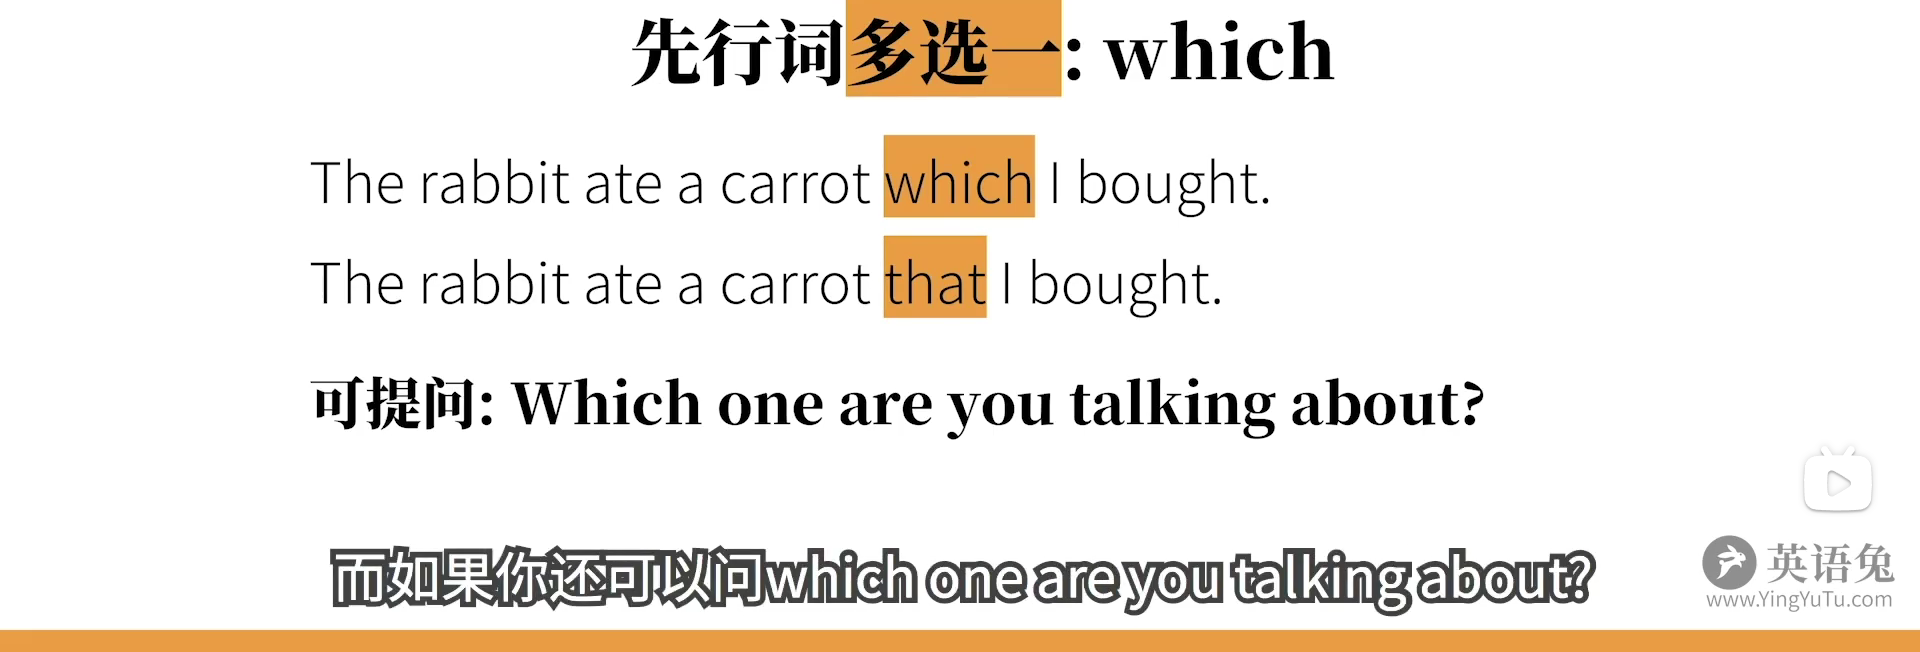 先行词多选一: which
The rabbit ate a carrot which I bought.
The rabbit ate a carrot that I bought.
可提问: Which one are you talking about?
而如果你还可以问which one are you talking about?
英语兔
www.YingYuTu.com